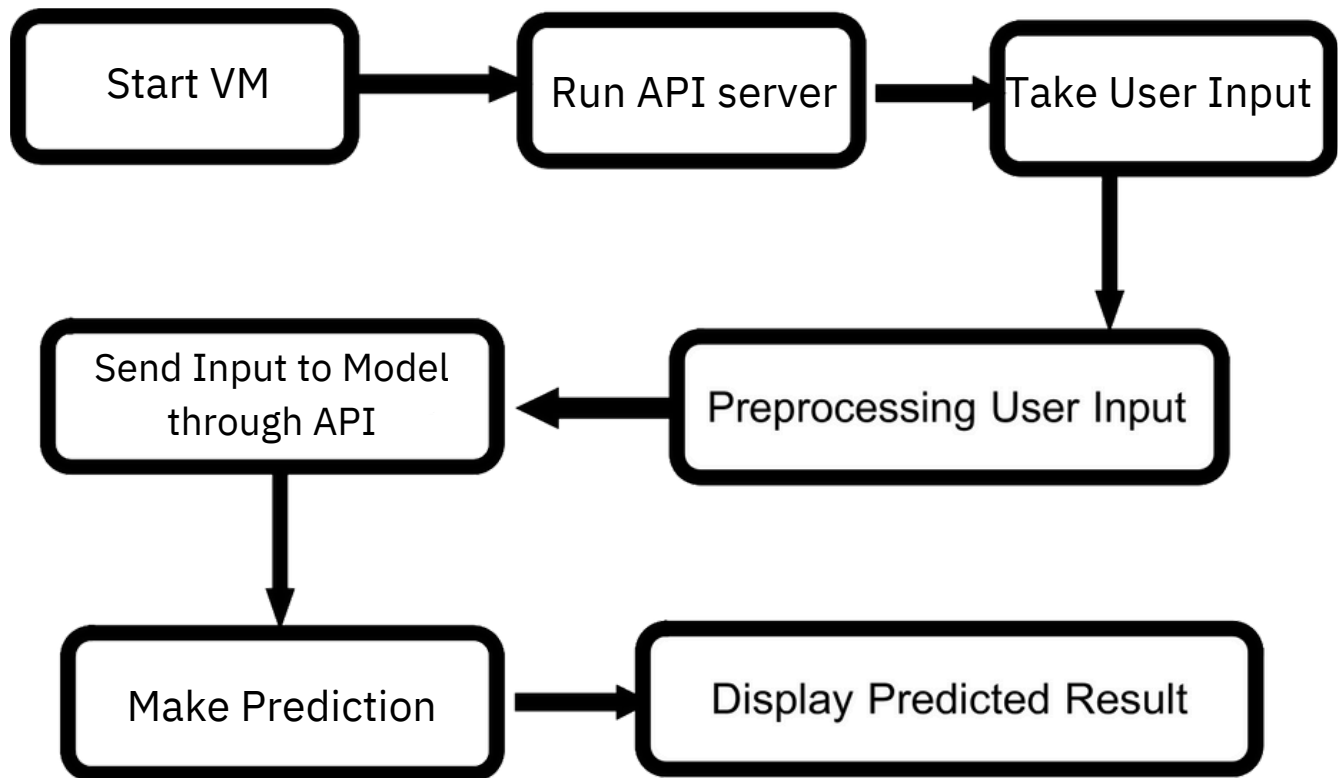 Start VM
Run API server
Take User Input
Preprocessing User Input
Send Input to Model
through API
Make Prediction
Display Predicted Result